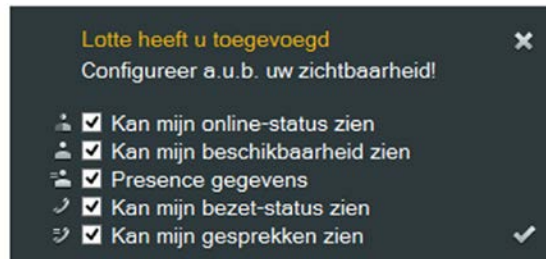 Lotte heeft u toegevoegd
Configureer a.u.b. uw zichtbaarheid!
Kan mijn online-status zien
Kan mijn beschikbaarheid zien
Presence gegevens
Kan mijn bezet-status zien
Kan mijn gesprekken zien